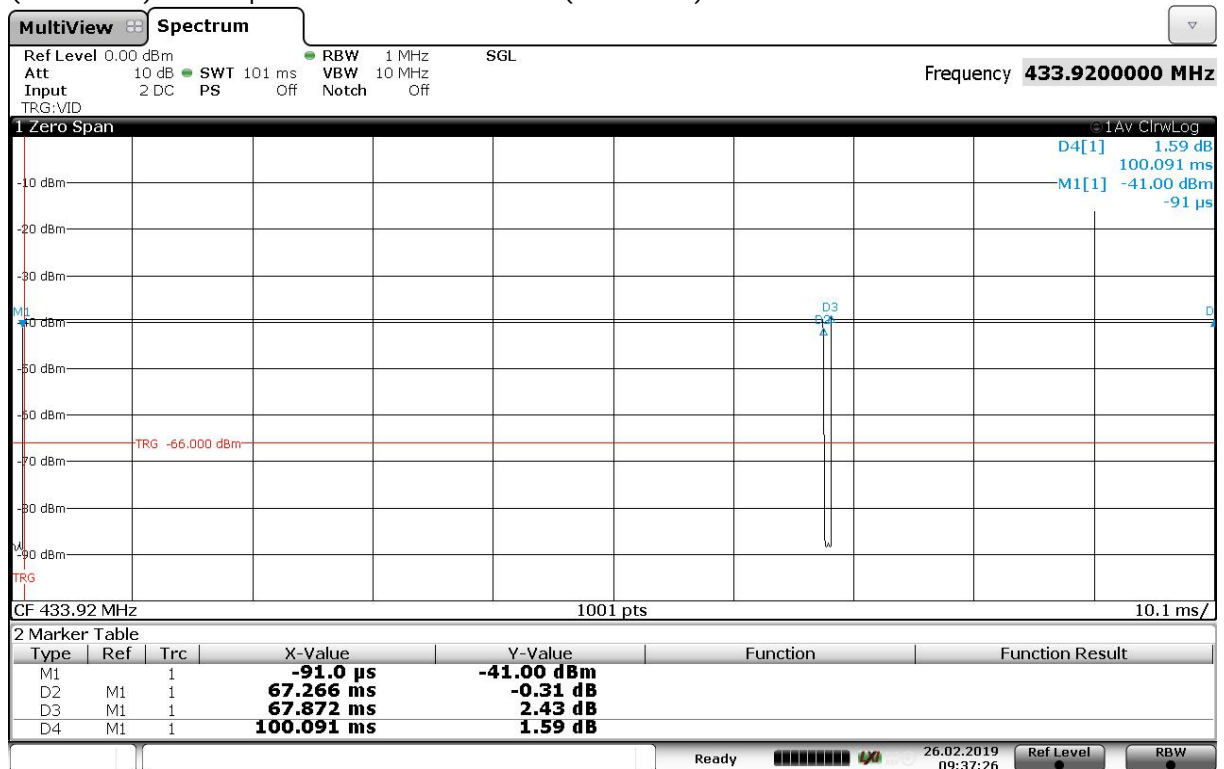 MultiView Spectrum
Ref Level 0.00 dBm RBW 1 MHz SGL
Att 10 dB SWT 101 ms VBW 10 MHz Frequency 433.9200000 MHz
Input 2 DC PS Off Notch Off
TRG:VID
1 Zero Span 1Av ClrwLog
D4[1] 1.59 dB
100.091 ms
-10 dBm M1[1] -41.00 dBm
-91 µs
-20 dBm
-30 dBm
M1 D3 D
-40 dBm D2
-50 dBm
-60 dBm
TRG -66.000 dBm
-70 dBm
-80 dBm
-90 dBm
TRG
CF 433.92 MHz 1001 pts 10.1 ms/
2 Marker Table
Type Ref Trc X-Value Y-Value Function Function Result
M1 1 -91.0 µs -41.00 dBm
D2 M1 1 67.266 ms -0.31 dB
D3 M1 1 67.872 ms 2.43 dB
D4 M1 1 100.091 ms 1.59 dB
Ready LXI 26.02.2019 Ref Level RBW
09:37:26